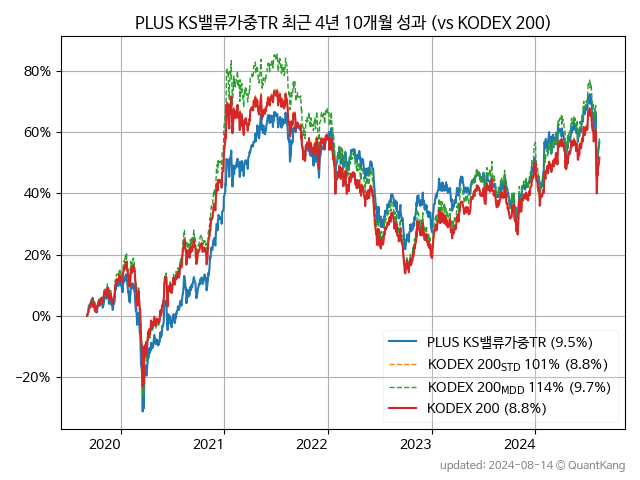 PLUS KS밸류가중TR 최근 4년 10개월 성과 (vs KODEX 200)
80%
60%
40%
20%
0%
−20%
PLUS KS밸류가중TR (9.5%)
KODEX 200STD 101% (8.8%)
KODEX 200MDD 114% (9.7%)
KODEX 200 (8.8%)
2020 2021 2022 2023 2024
updated: 2024-08-14 © QuantKang